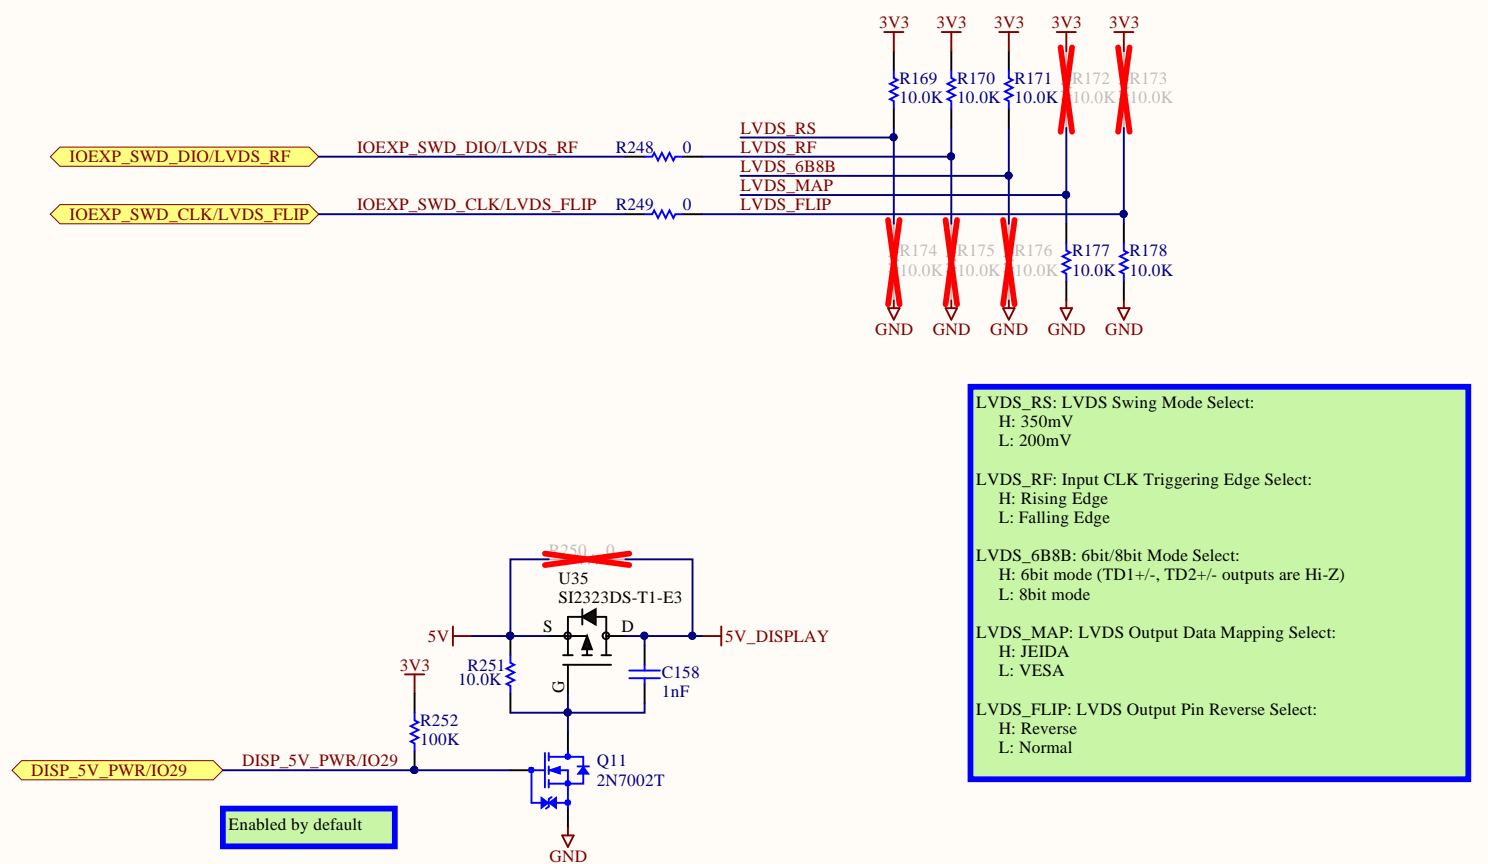 3V3 3V3 3V3 3V3 3V3
R169 R170 R171 R172 R173
10.0K 10.0K 10.0K 10.0K 10.0K
LVDS_RS
IOEXP_SWD_DIO/LVDS_RF IOEXP_SWD_DIO/LVDS_RF R248 0 LVDS_RF
LVDS_6B8B
LVDS_MAP
IOEXP_SWD_CLK/LVDS_FLIP IOEXP_SWD_CLK/LVDS_FLIP R249 0 LVDS_FLIP
R174 R175 R176 R177 R178
10.0K 10.0K 10.0K 10.0K 10.0K
GND GND GND GND GND
LVDS_RS: LVDS Swing Mode Select:
H: 350mV
L: 200mV
LVDS_RF: Input CLK Triggering Edge Select:
H: Rising Edge
L: Falling Edge
LVDS_6B8B: 6bit/8bit Mode Select:
H: 6bit mode (TD1+/-, TD2+/- outputs are Hi-Z)
L: 8bit mode
LVDS_MAP: LVDS Output Data Mapping Select:
H: JEIDA
L: VESA
LVDS_FLIP: LVDS Output Pin Reverse Select:
H: Reverse
L: Normal
R250 0
U35
SI2323DS-T1-E3
S D
5V 5V_DISPLAY
R251
10.0K
G
C158
1nF
3V3
R252
100K
DISP_5V_PWR/IO29 DISP_5V_PWR/IO29
Q11
2N7002T
GND
Enabled by default